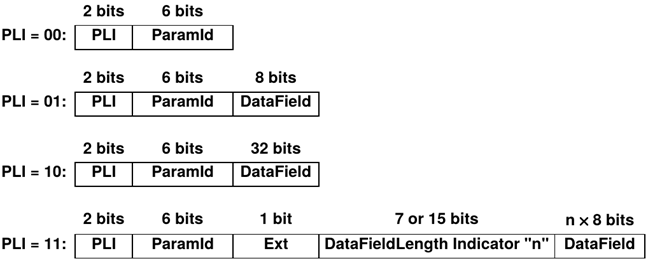 2 bits 6 bits
PLI = 00: PLI ParamId
2 bits 6 bits 8 bits
PLI = 01: PLI ParamId DataField
2 bits 6 bits 32 bits
PLI = 10: PLI ParamId DataField
2 bits 6 bits 1 bit 7 or 15 bits n × 8 bits
PLI = 11: PLI ParamId Ext DataFieldLength Indicator "n" DataField